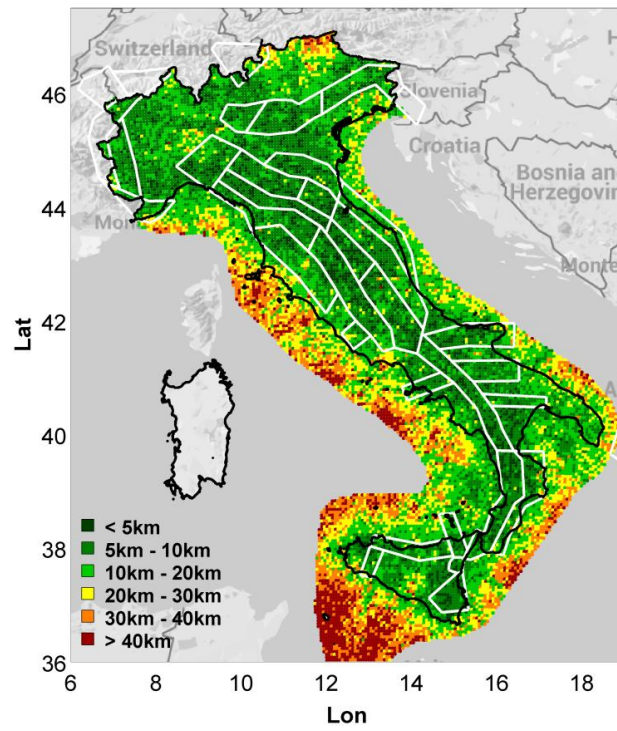 Switzerland
H
Slovenia
Croatia
Bosnia and
Herzegovin
Mon
Monte
A
46
44
42
40
38
36
Lat
< 5km
5km - 10km
10km - 20km
20km - 30km
30km - 40km
> 40km
6
8
10
12
14
16
18
Lon